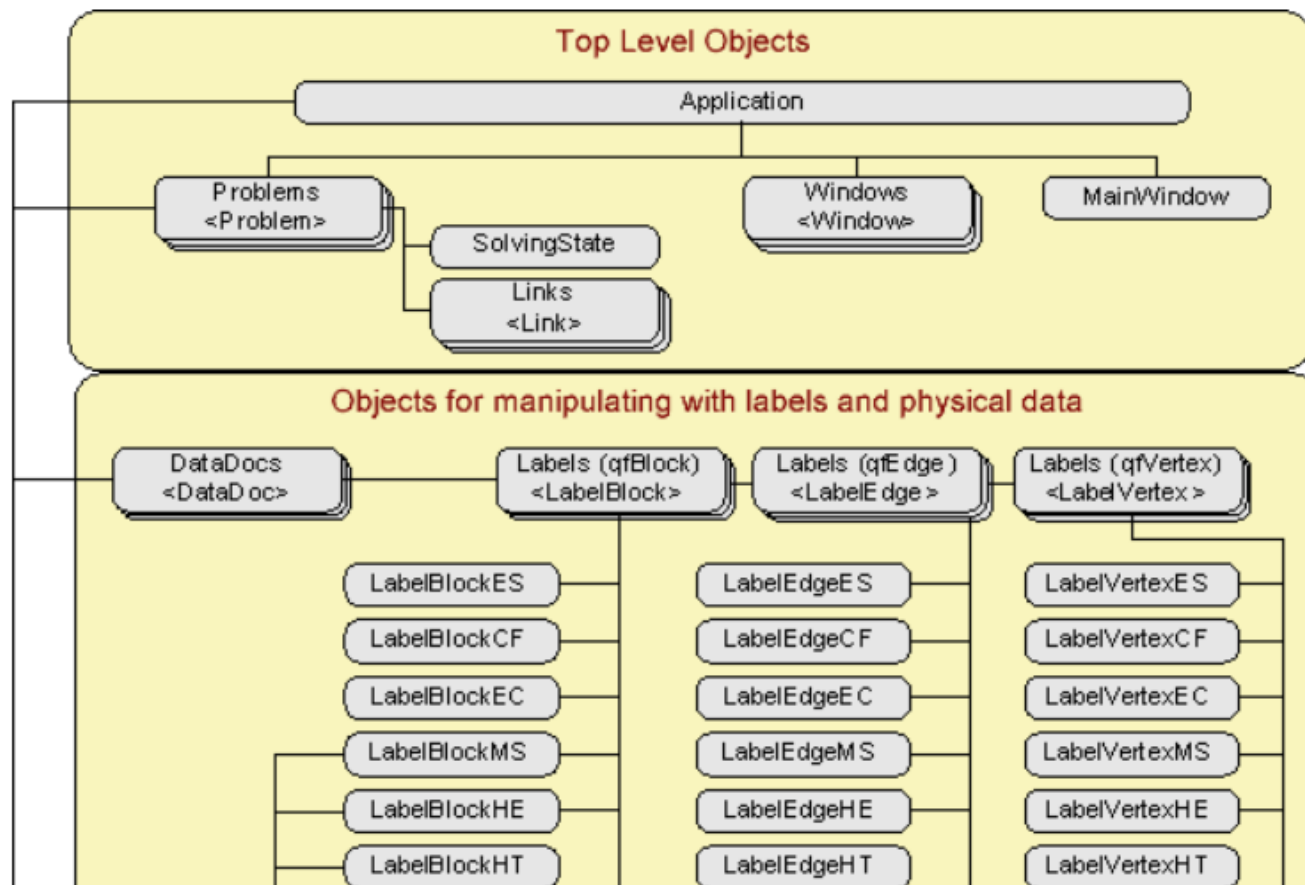 Top Level Objects
Application
Problems
<Problem>
Windows
<Window>
MainWindow
SolvingState
Links
<Link>
Objects for manipulating with labels and physical data
DataDocs
<DataDoc>
Labels (qfBlock)
<LabelBlock>
Labels (qfEdge)
<LabelEdge>
Labels (qfVertex)
<LabelVertex>
LabelBlockES
LabelEdgeES
LabelVertexES
LabelBlockCF
LabelEdgeCF
LabelVertexCF
LabelBlockEC
LabelEdgeEC
LabelVertexEC
LabelBlockMS
LabelEdgeMS
LabelVertexMS
LabelBlockHE
LabelEdgeHE
LabelVertexHE
LabelBlockHT
LabelEdgeHT
LabelVertexHT